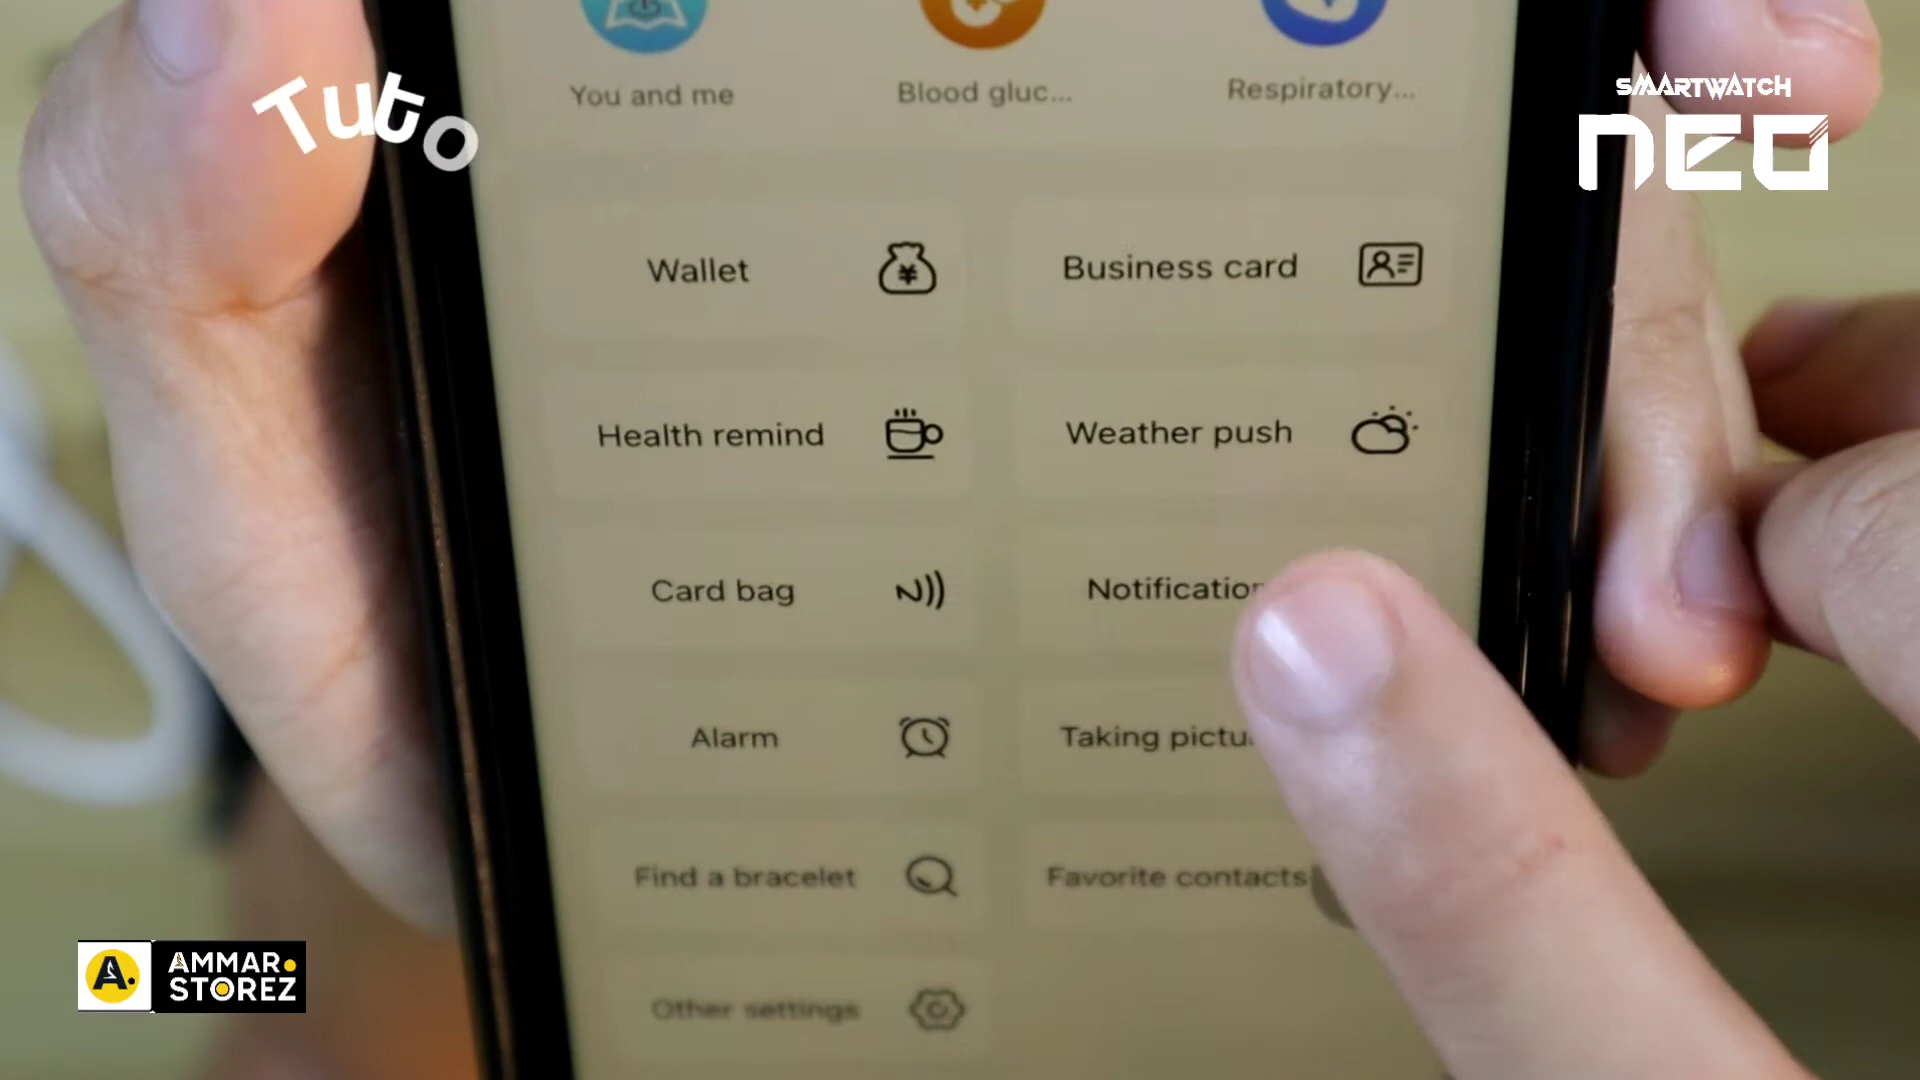 Tuto
SMARTWATCH
NEO
You and me
Blood gluc...
Respiratory...
Wallet
Business card
Health remind
Weather push
Card bag
Notification
Alarm
Taking pictu
Find a bracelet
Favorite contacts
Other settings
A.
AMMAR
STOREZ